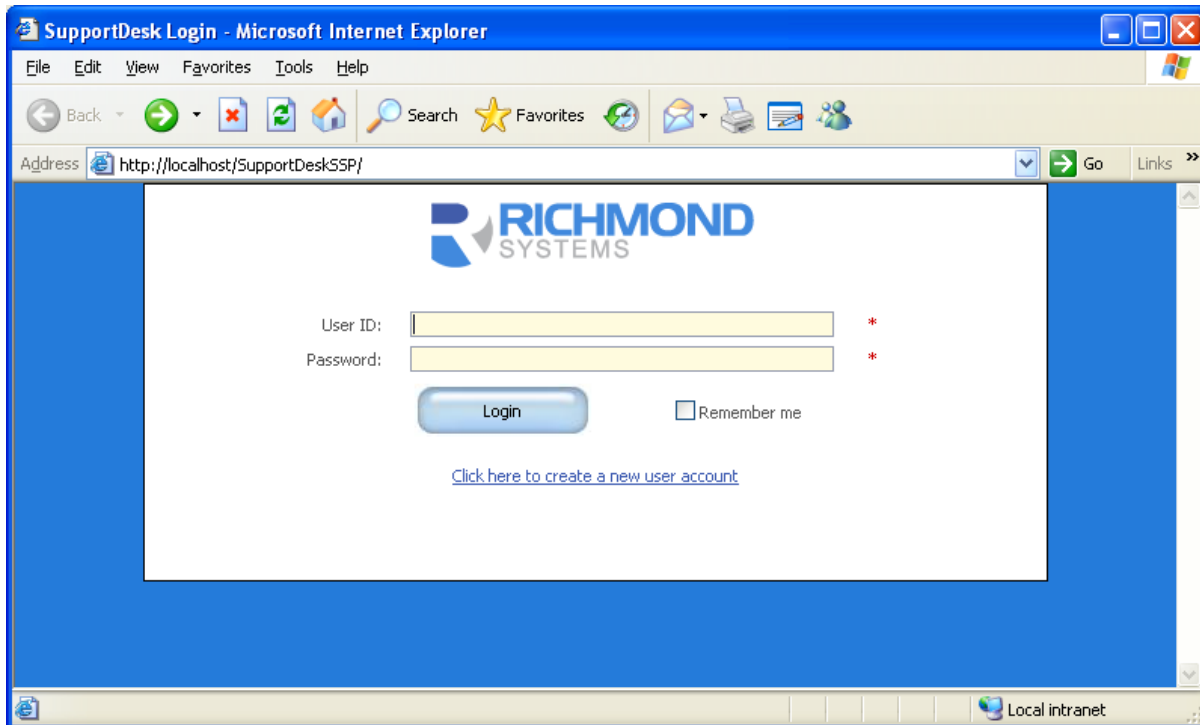 SupportDesk Login - Microsoft Internet Explorer
File Edit View Favorites Tools Help
Back Search Favorites
Address http://localhost/SupportDeskSSP/ Go Links »
RICHMOND
SYSTEMS
User ID: *
Password: *
Login Remember me
Click here to create a new user account
Local intranet